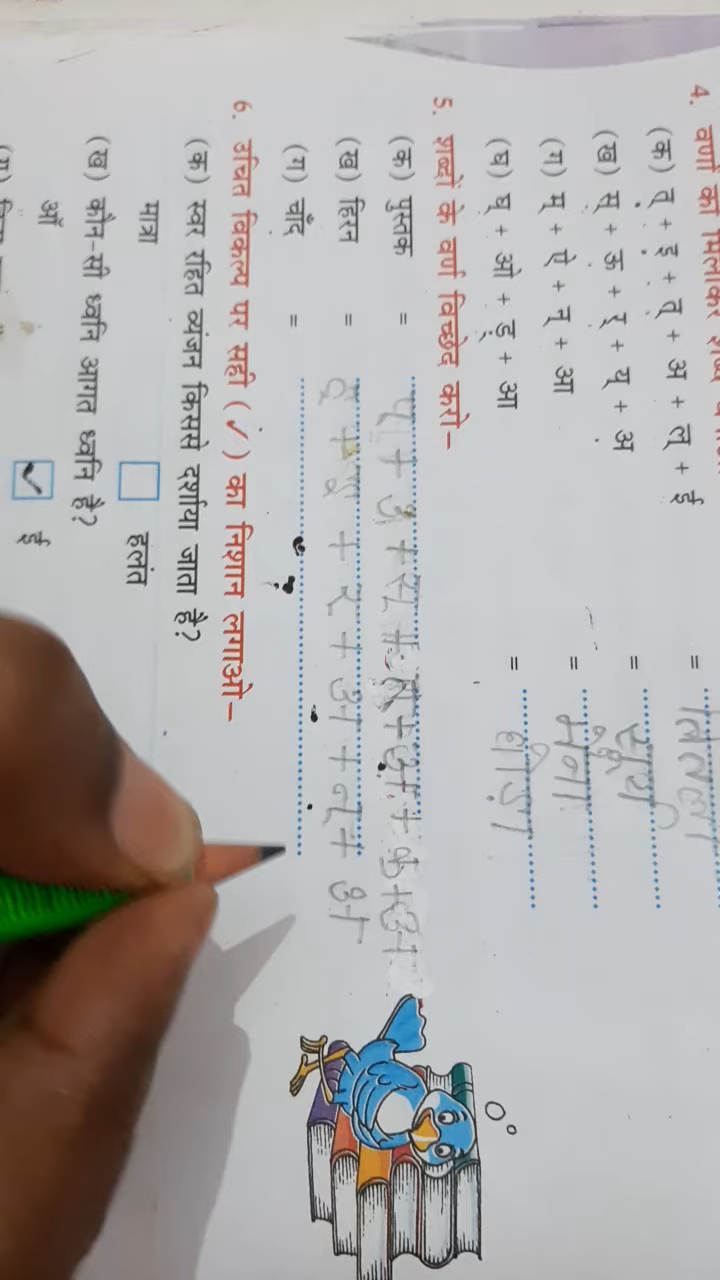 4. वर्णों को मिलाकर शब्द
(क) त् + इ + त् + अ + ल् + ई = तितली
(ख) स् + ऊ + र् + य् + अ = सूर्य
(ग) म् + ऐ + न् + आ = मैना
(घ) घ् + ओ + ड़् + आ = घोड़ा
5. शब्दों के वर्ण विच्छेद करो–
(क) पुस्तक = प + उ + स् + त् + अ + क + अ
(ख) हिरन = + र + अ + न् + अ
(ग) चाँद =
6. उचित विकल्प पर सही (✓) का निशान लगाओ–
(क) स्वर रहित व्यंजन किससे दर्शाया जाता है?
मात्रा हलंत
(ख) कौन-सी ध्वनि आगत ध्वनि है?
ऑ ✓ ई
(ग)